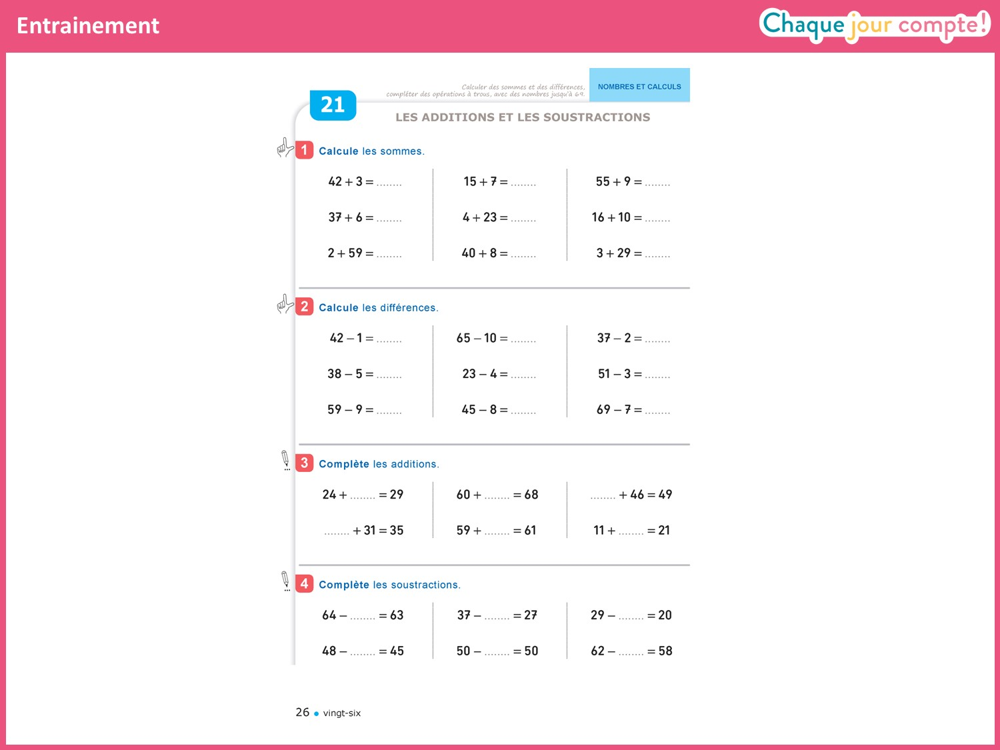 Entrainement
Chaque jour compte!
Calculer des sommes et des différences,
compléter des opérations à trous, avec des nombres jusqu'à 69.
NOMBRES ET CALCULS
21
LES ADDITIONS ET LES SOUSTRACTIONS
1 Calcule les sommes.
42 + 3 = ........ 15 + 7 = ........ 55 + 9 = ........
37 + 6 = ........ 4 + 23 = ........ 16 + 10 = ........
2 + 59 = ........ 40 + 8 = ........ 3 + 29 = ........
2 Calcule les différences.
42 – 1 = ........ 65 – 10 = ........ 37 – 2 = ........
38 – 5 = ........ 23 – 4 = ........ 51 – 3 = ........
59 – 9 = ........ 45 – 8 = ........ 69 – 7 = ........
3 Complète les additions.
24 + ........ = 29 60 + ........ = 68 ........ + 46 = 49
........ + 31 = 35 59 + ........ = 61 11 + ........ = 21
4 Complète les soustractions.
64 – ........ = 63 37 – ........ = 27 29 – ........ = 20
48 – ........ = 45 50 – ........ = 50 62 – ........ = 58
26 • vingt-six